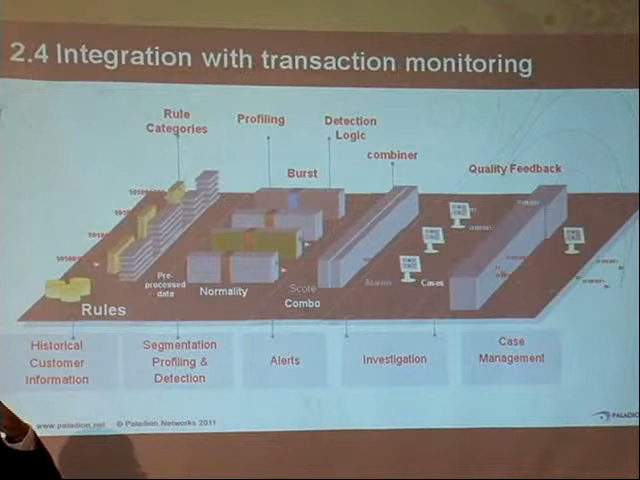 2.4 Integration with transaction monitoring
Rule
Categories
Profiling
Detection
Logic
Burst
combiner
Quality Feedback
Pre-
processed
data
Normality
Score
Combo
Alarms
Cases
Rules
Historical
Customer
Information
Segmentation
Profiling &
Detection
Alerts
Investigation
Case
Management
www.paladion.net © Paladion Networks 2011